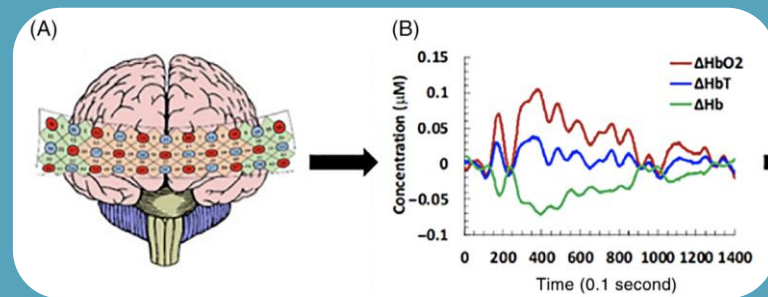 (A)
(B)
0.15
0.1
0.05
0
−0.05
−0.1
Concentration (μM)
ΔHbO2
ΔHbT
ΔHb
0 200 400 600 800 1000 1200 1400
Time (0.1 second)